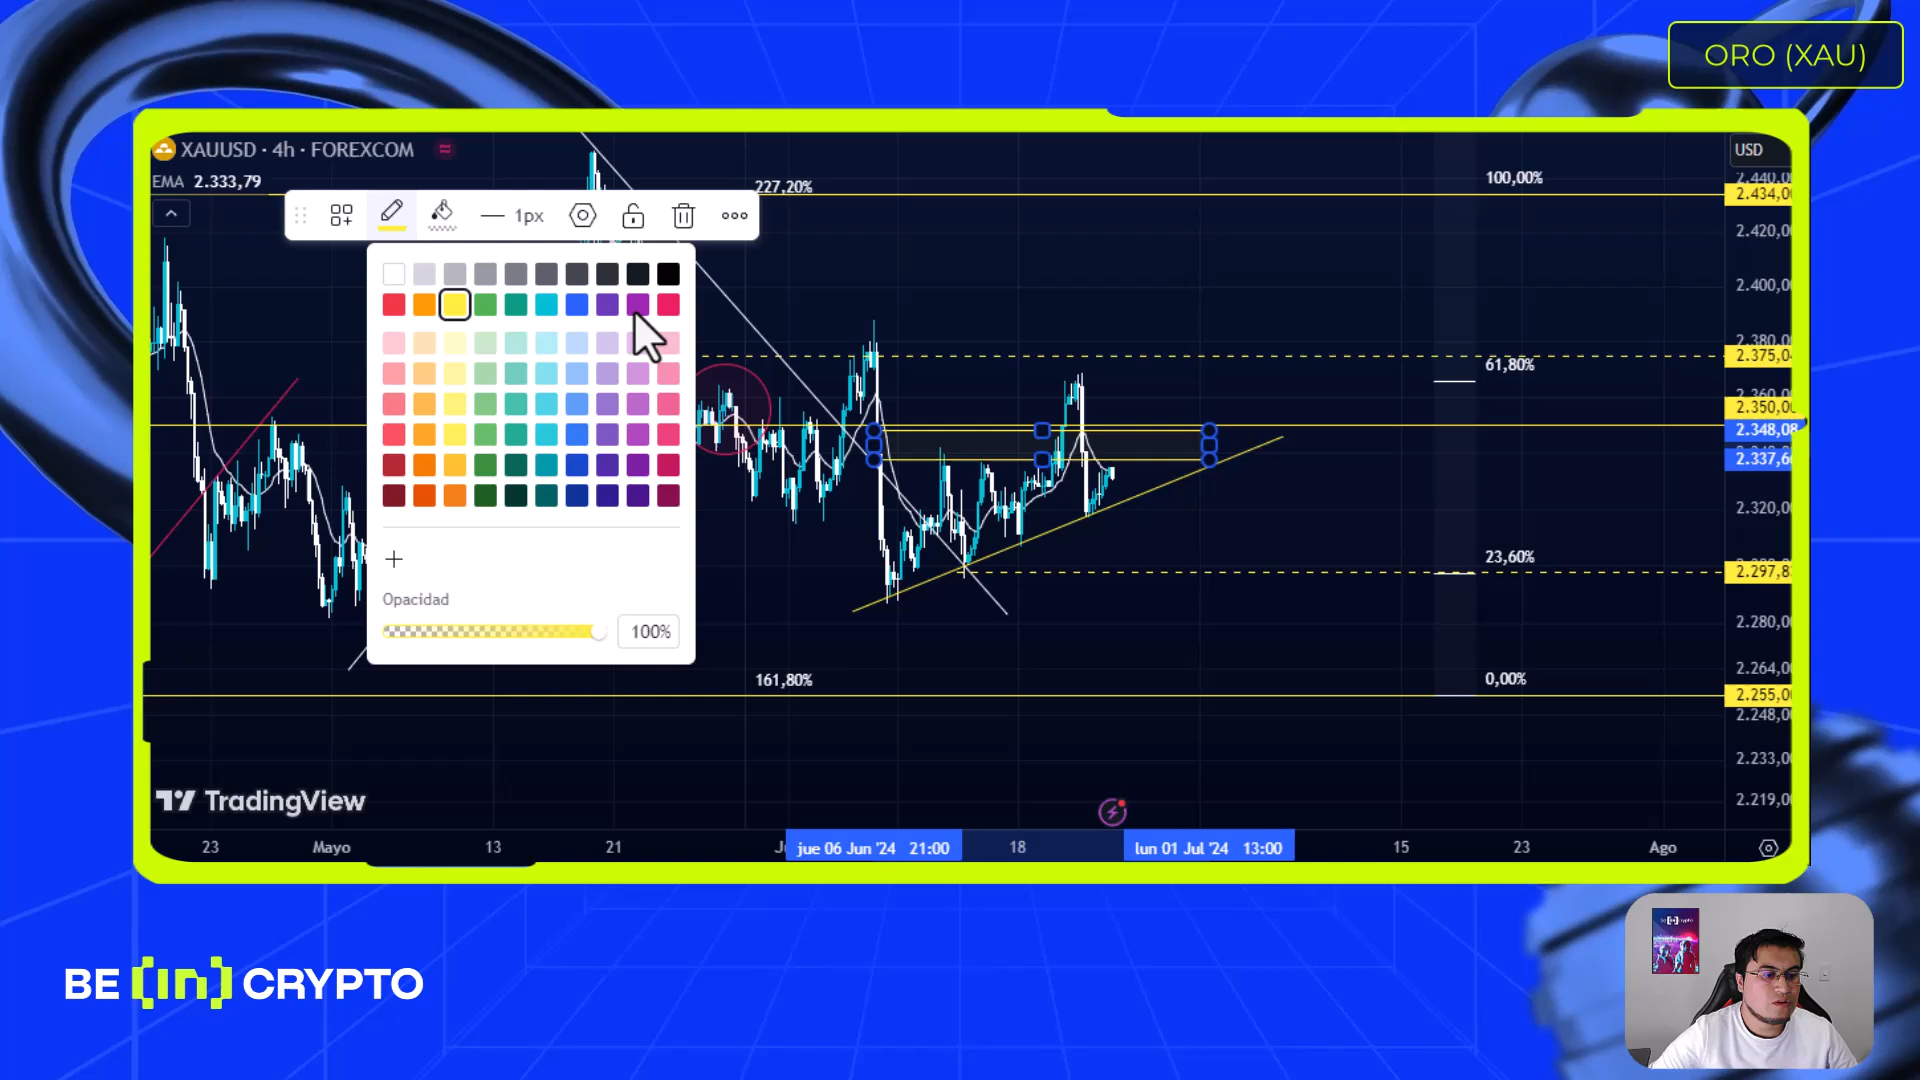 ORO (XAU)
XAUUSD · 4h · FOREXCOM
EMA 2.333,79
1px
227,20%
100,00%
61,80%
23,60%
161,80%
0,00%
Opacidad
100%
USD
2.434,0
2.420,0
2.400,0
2.380,0
2.375,0
2.350,0
2.348,08
2.337,6
2.320,0
2.297,8
2.280,0
2.264,0
2.255,0
2.248,0
2.233,0
2.219,0
TradingView
23
Mayo
13
21
jue 06 Jun '24 21:00
18
lun 01 Jul '24 13:00
15
23
Ago
BE [IN] CRYPTO